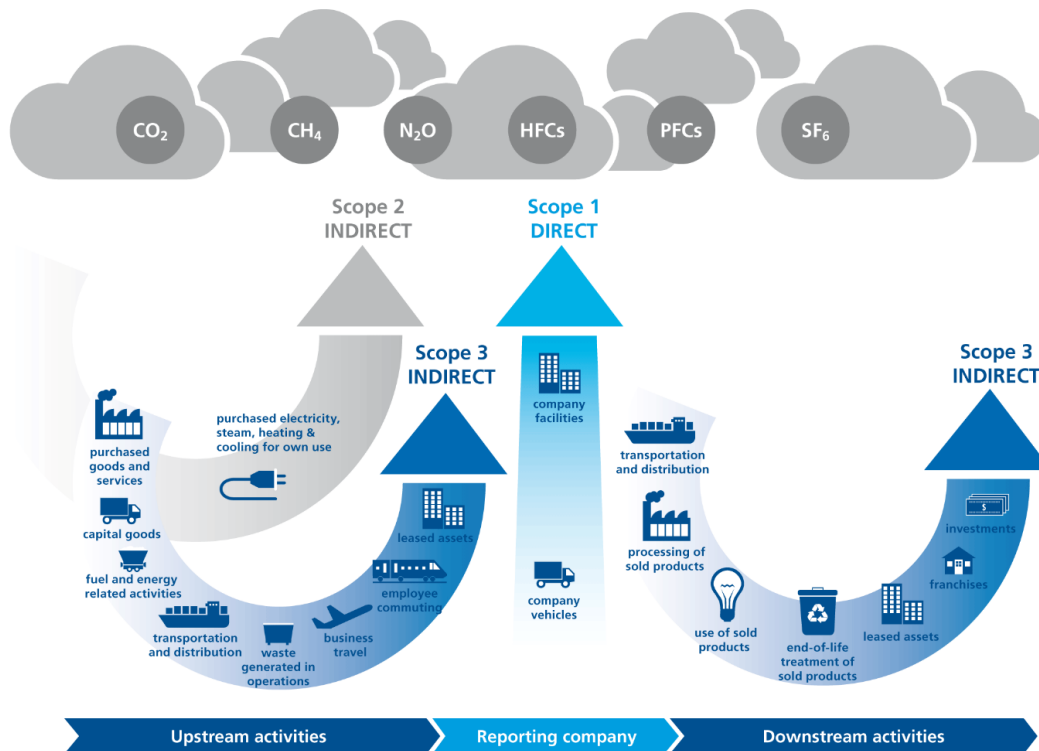 CO₂
CH₄
N₂O
HFCs
PFCs
SF₆
Scope 2
INDIRECT
Scope 1
DIRECT
Scope 3
INDIRECT
Scope 3
INDIRECT
purchased electricity,
steam, heating &
cooling for own use
purchased
goods and
services
capital goods
fuel and energy
related activities
transportation
and distribution
waste
generated in
operations
business
travel
employee
commuting
leased assets
company
facilities
company
vehicles
transportation
and distribution
processing of
sold products
use of sold
products
end-of-life
treatment of
sold products
leased assets
franchises
$
investments
Upstream activities
Reporting company
Downstream activities